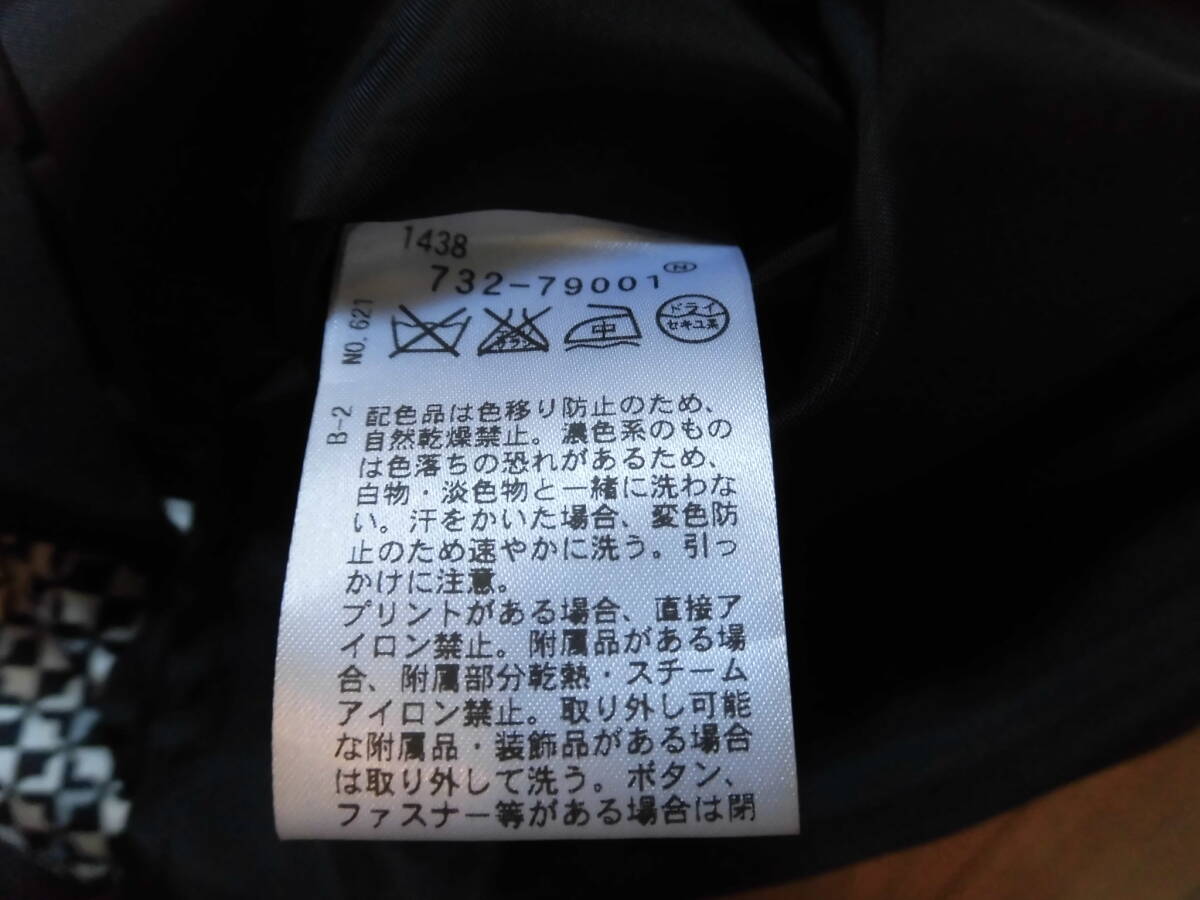 1438
732-79001 Ⓝ
NO.621
中
ドライ
セキユ系
B-2
配色品は色移り防止のため、
自然乾燥禁止。濃色系のもの
は色落ちの恐れがあるため、
白物・淡色物と一緒に洗わな
い。汗をかいた場合、変色防
止のため速やかに洗う。引っ
かけに注意。
プリントがある場合、直接ア
イロン禁止。附属品がある場
合、附属部分乾熱・スチーム
アイロン禁止。取り外し可能
な附属品・装飾品がある場合
は取り外して洗う。ボタン、
ファスナー等がある場合は閉